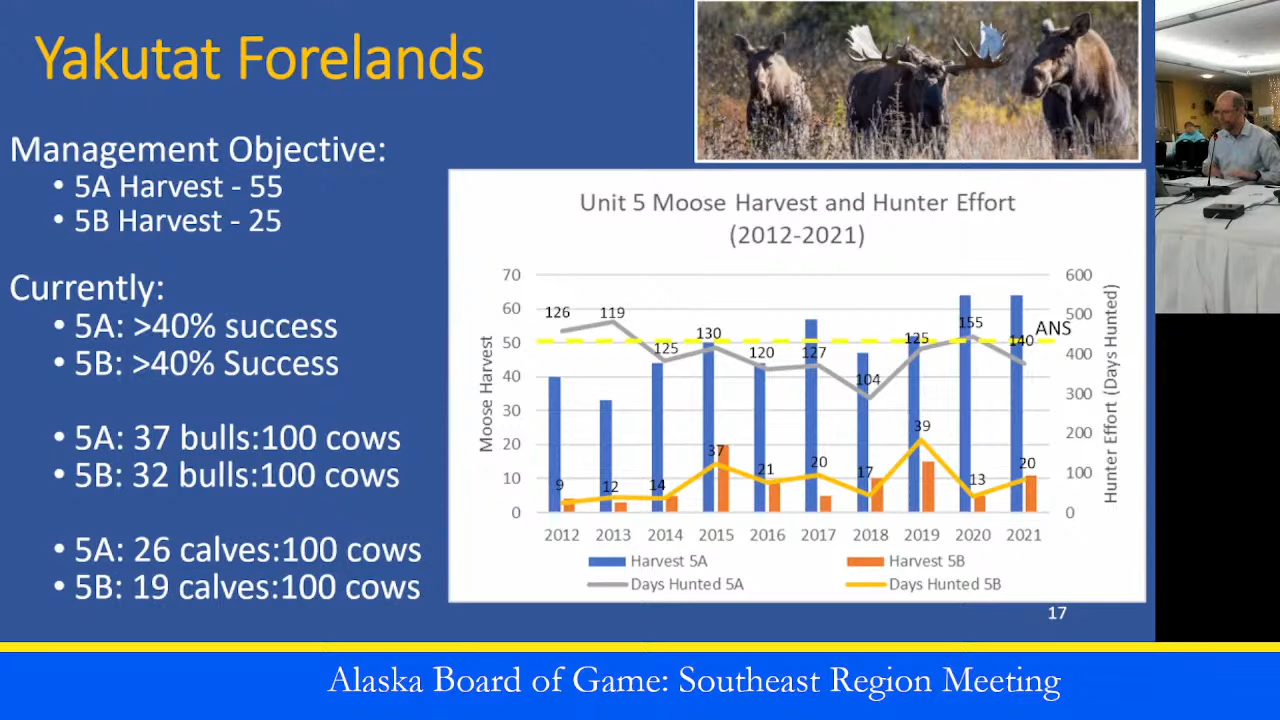 Yakutat Forelands
Management Objective:
• 5A Harvest - 55
• 5B Harvest - 25
Currently:
• 5A: >40% success
• 5B: >40% Success
• 5A: 37 bulls:100 cows
• 5B: 32 bulls:100 cows
• 5A: 26 calves:100 cows
• 5B: 19 calves:100 cows
Unit 5 Moose Harvest and Hunter Effort
(2012-2021)
Moose Harvest
70
60
50
40
30
20
10
0
126
119
125
130
120
127
104
125
155
140
ANS
9
12
14
37
21
20
17
39
13
20
600
500
400
300
200
100
0
Hunter Effort (Days Hunted)
2012 2013 2014 2015 2016 2017 2018 2019 2020 2021
Harvest 5A Harvest 5B
Days Hunted 5A Days Hunted 5B
17
Alaska Board of Game: Southeast Region Meeting